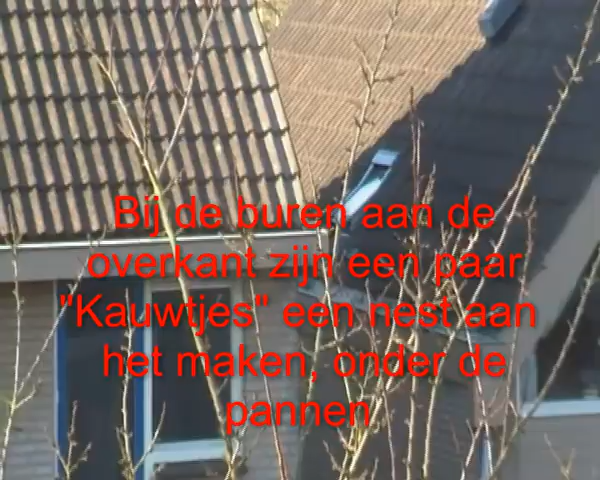 Bij de buren aan de
overkant zijn een paar
"Kauwtjes" een nest aan
het maken, onder de
pannen